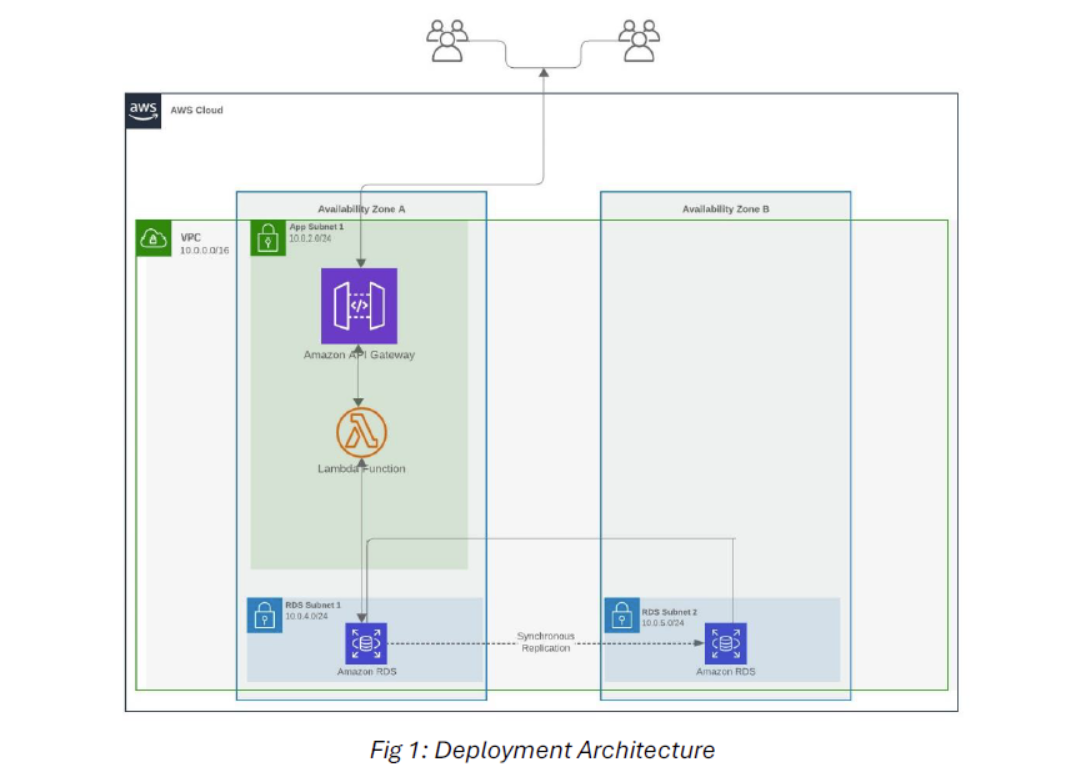 aws
AWS Cloud
Availability Zone A
Availability Zone B
VPC
10.0.0.0/16
App Subnet 1
10.0.2.0/24
</>
Amazon API Gateway
Lambda Function
RDS Subnet 1
10.0.4.0/24
RDS Subnet 2
10.0.5.0/24
Synchronous
Replication
Amazon RDS
Amazon RDS
Fig 1: Deployment Architecture